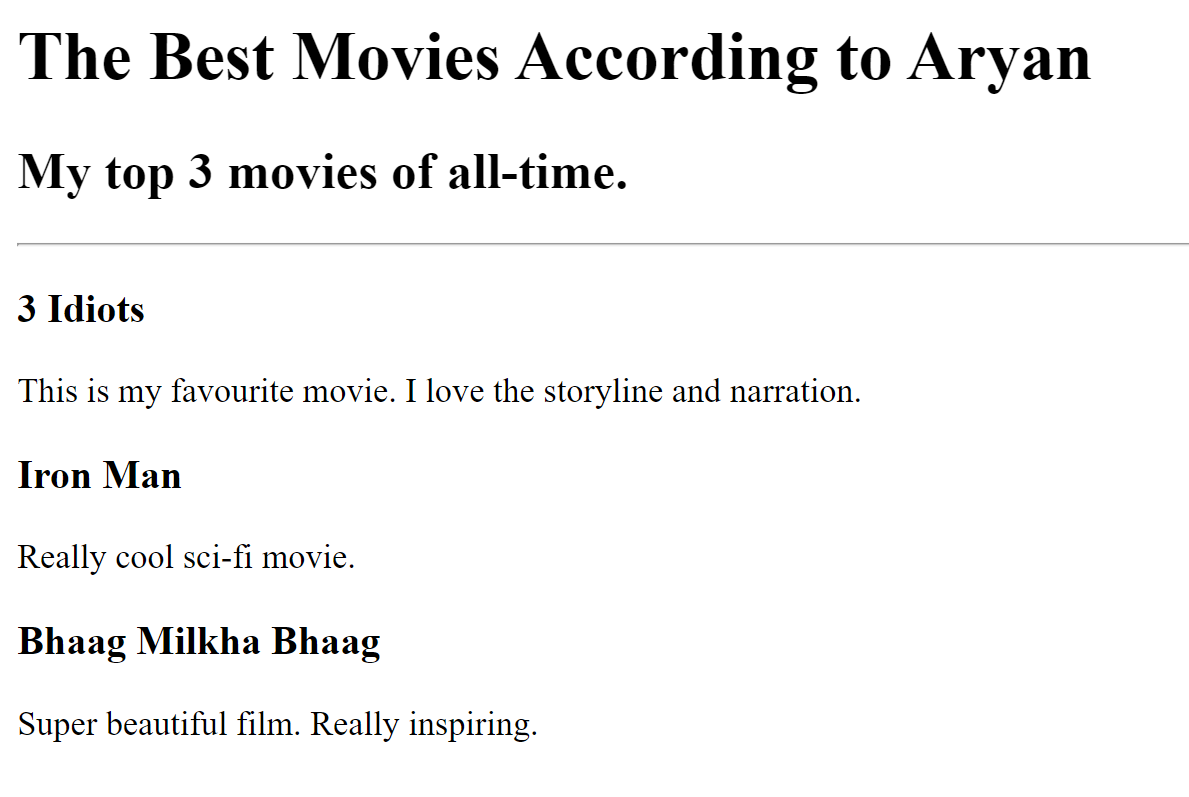 The Best Movies According to Aryan
My top 3 movies of all-time.
3 Idiots
This is my favourite movie. I love the storyline and narration.
Iron Man
Really cool sci-fi movie.
Bhaag Milkha Bhaag
Super beautiful film. Really inspiring.